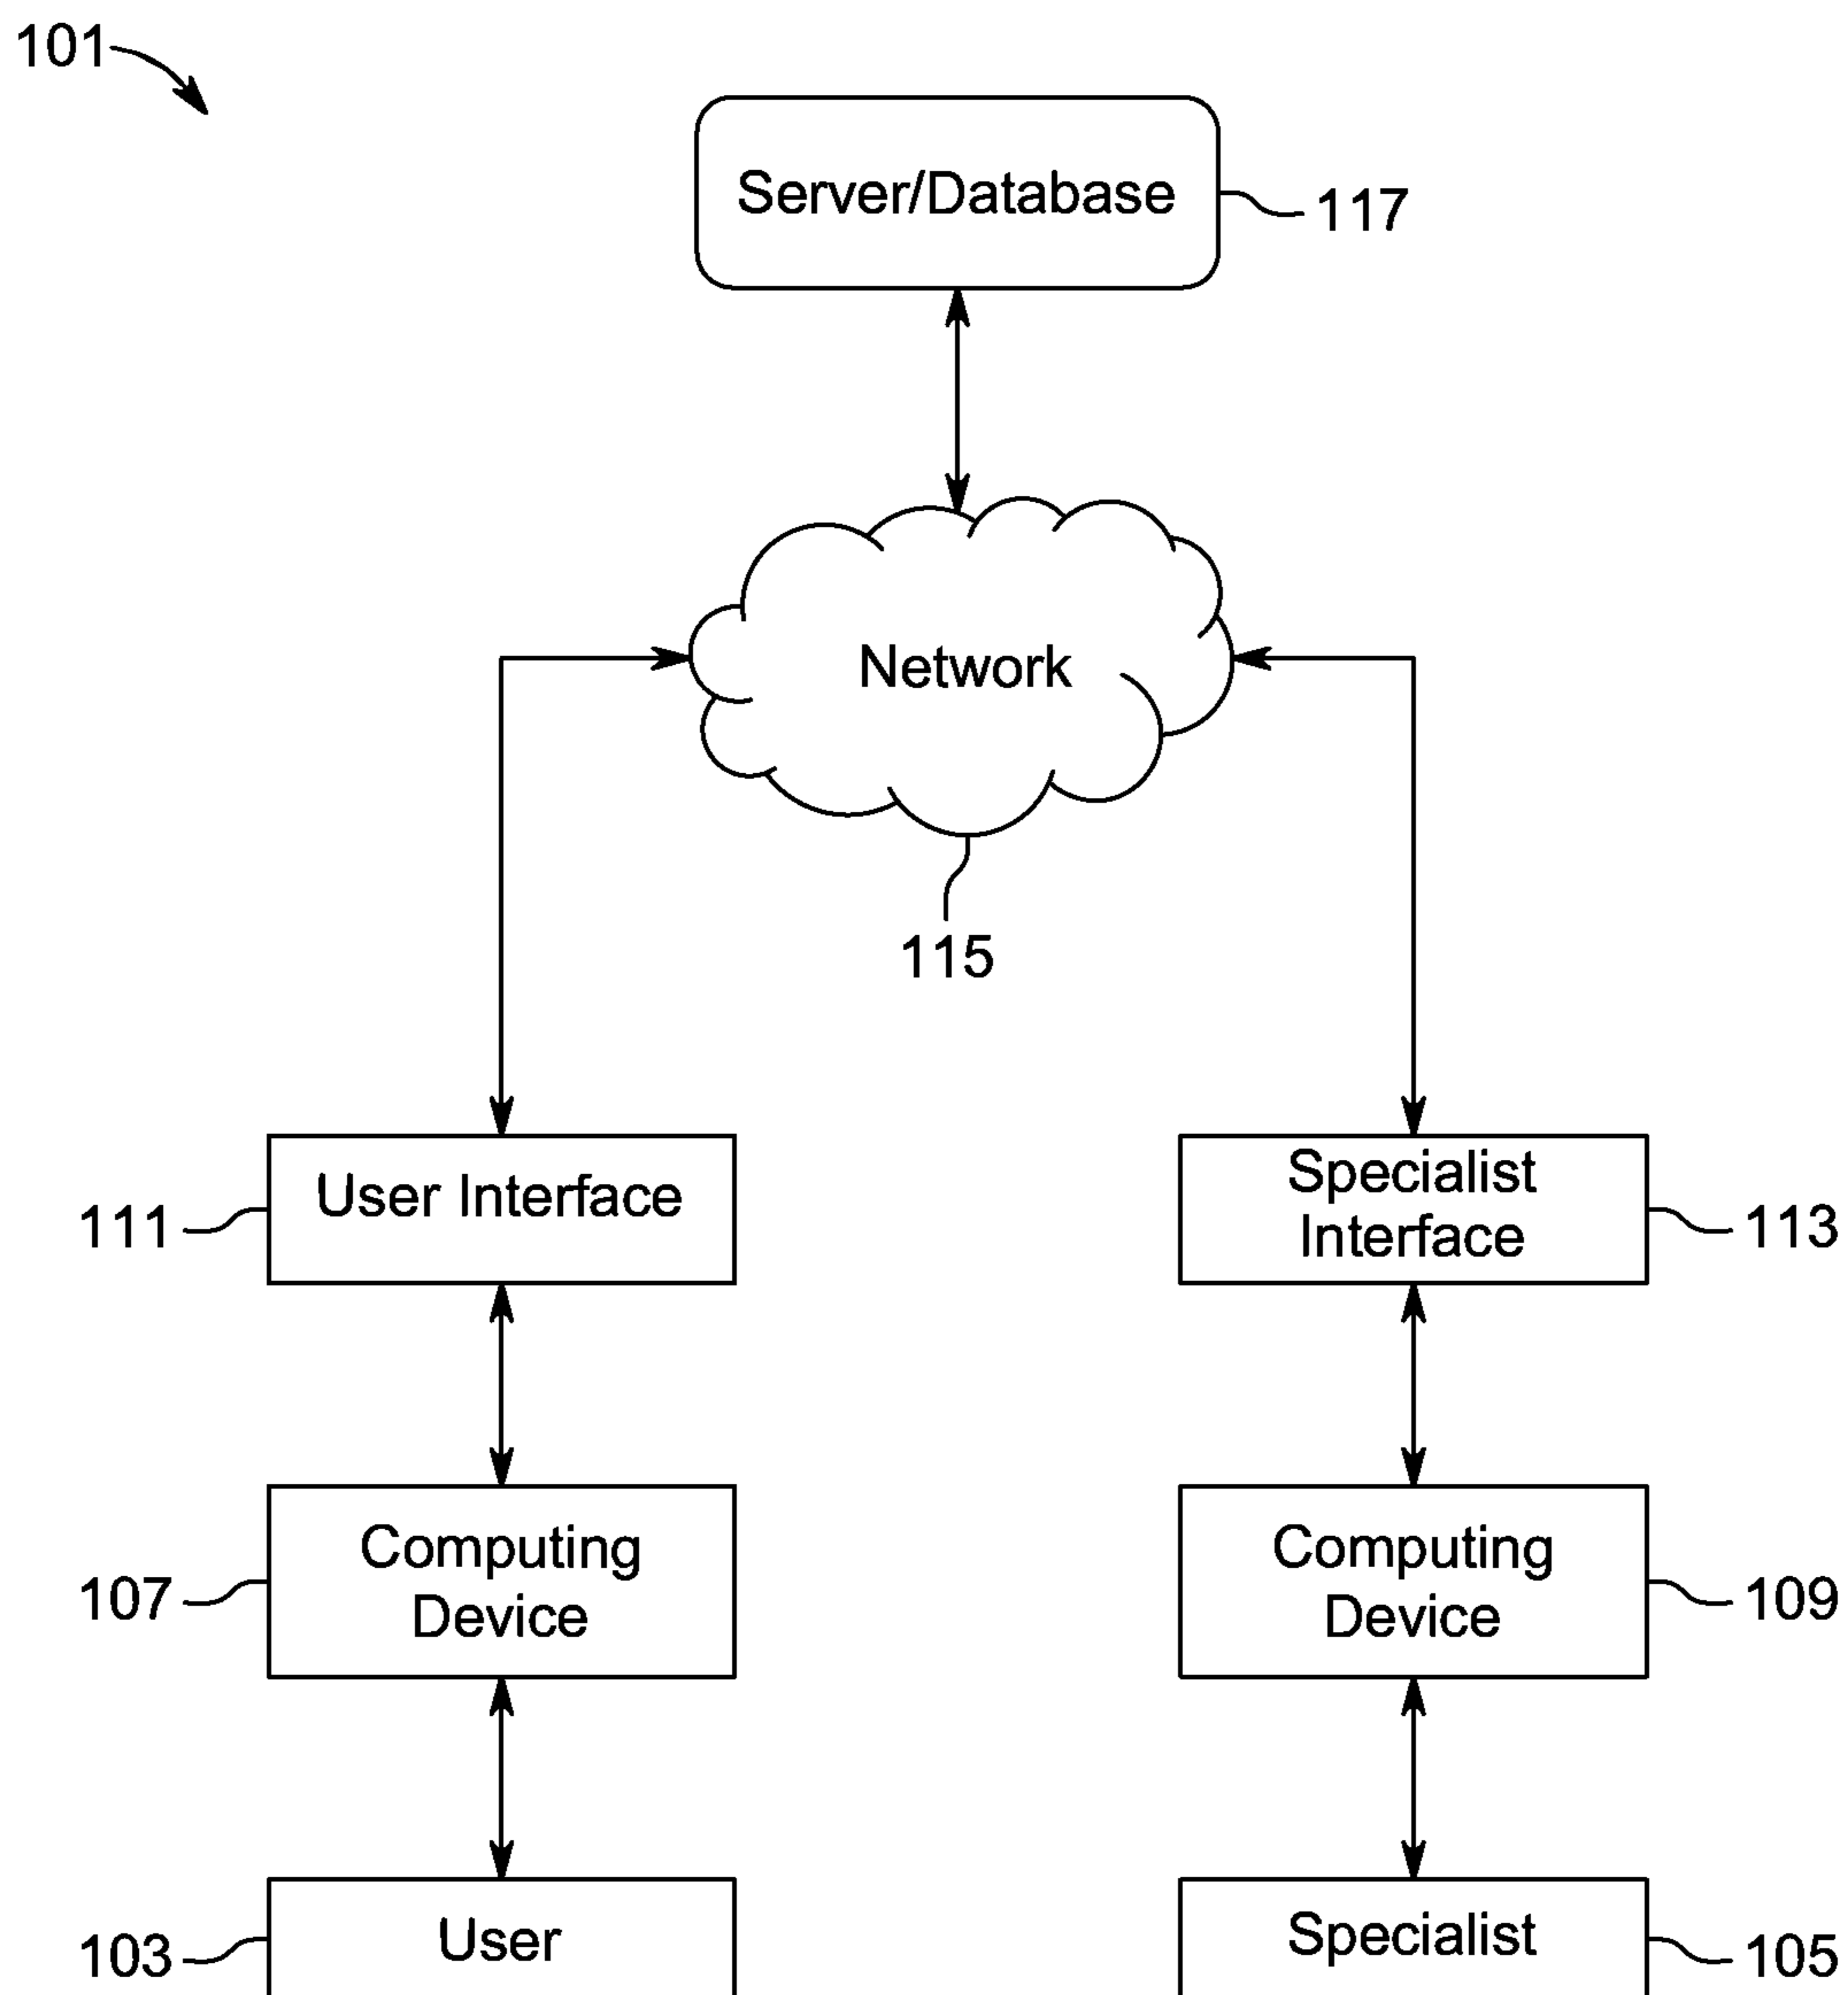 101
Server/Database
117
Network
115
User Interface
111
Specialist
Interface
113
Computing
Device
107
Computing
Device
109
User
103
Specialist
105